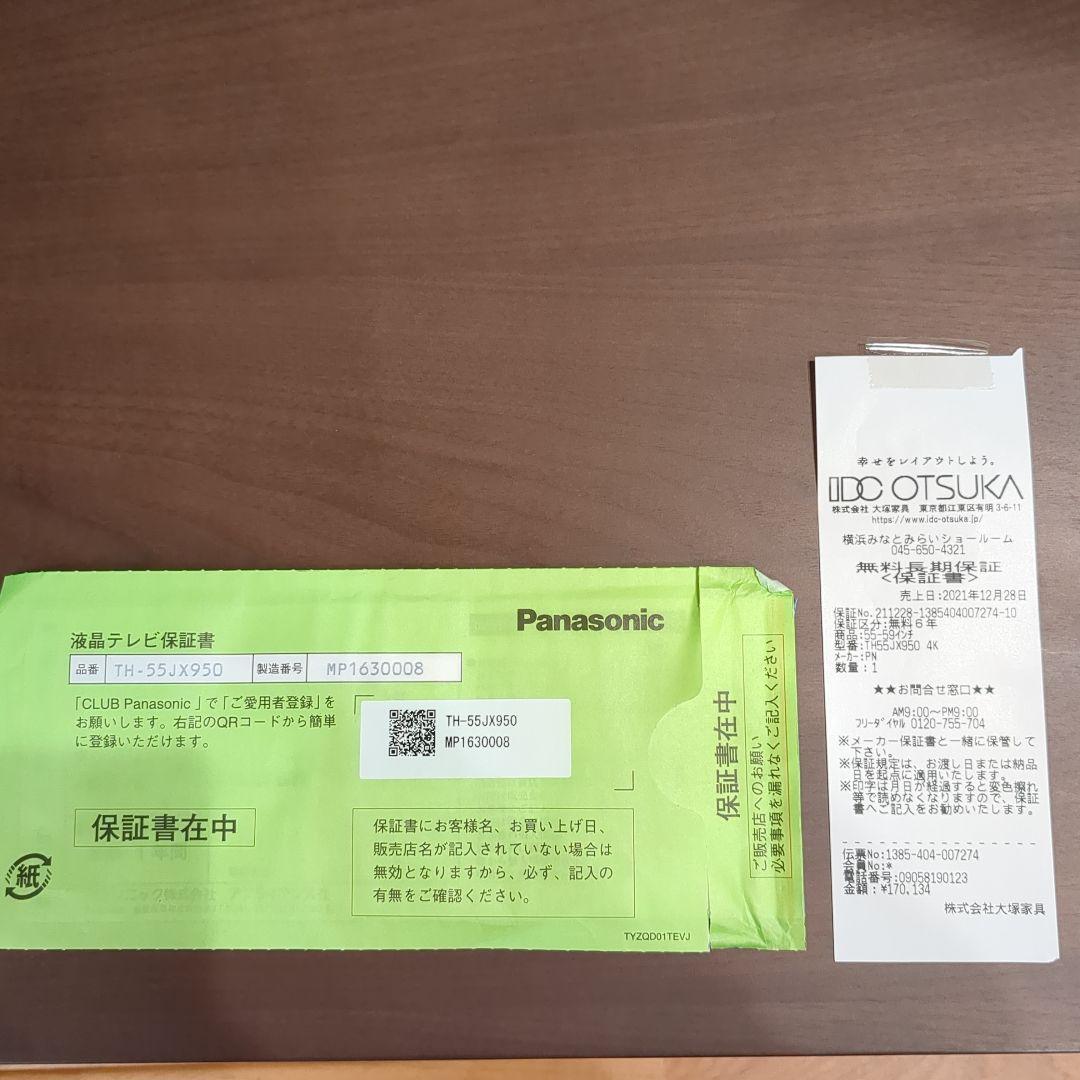 Panasonic
液晶テレビ保証書
品番 TH-55JX950 製造番号 MP1630008
「CLUB Panasonic 」で「ご愛用者登録」を
お願いします。右記のQRコードから簡単
に登録いただけます。
TH-55JX950
MP1630008
保証書在中
保証書にお客様名、お買い上げ日、
販売店名が記入されていない場合は
無効となりますから、必ず、記入の
有無をご確認ください。
紙
TYZQD01TEVJ
保証書在中
ご販売店へのお願い
必要事項を漏れなくご記入ください
幸せをレイアウトしよう。
IDC OTSUKA
株式会社 大塚家具 東京都江東区有明 3-6-11
https://www.idc-otsuka.jp/
横浜みなとみらいショールーム
045-650-4321
無料長期保証
<保証書>
売上日:2021年12月28日
保証No.211228-1385404007274-10
保証区分:無料6年
商品:55-59ｲﾝﾁ
型番:TH55JX950 4K
ﾒｰｶｰ:PN
数量:1
★★お問合せ窓口★★
AM9:00〜PM9:00
ﾌﾘｰﾀﾞｲﾔﾙ 0120-755-704
※メーカー保証書と一緒に保管して
下さい。
※保証規定は、お渡し日または納品
日を起点に適用いたします。
※印字は月日が経過すると変色擦れ
等で読めなくなりますので、保証
書へご記入をお勧めいたします。
伝票No:1385-404-007274
会員No:*
電話番号:09058190123
金額:¥170,134
株式会社大塚家具